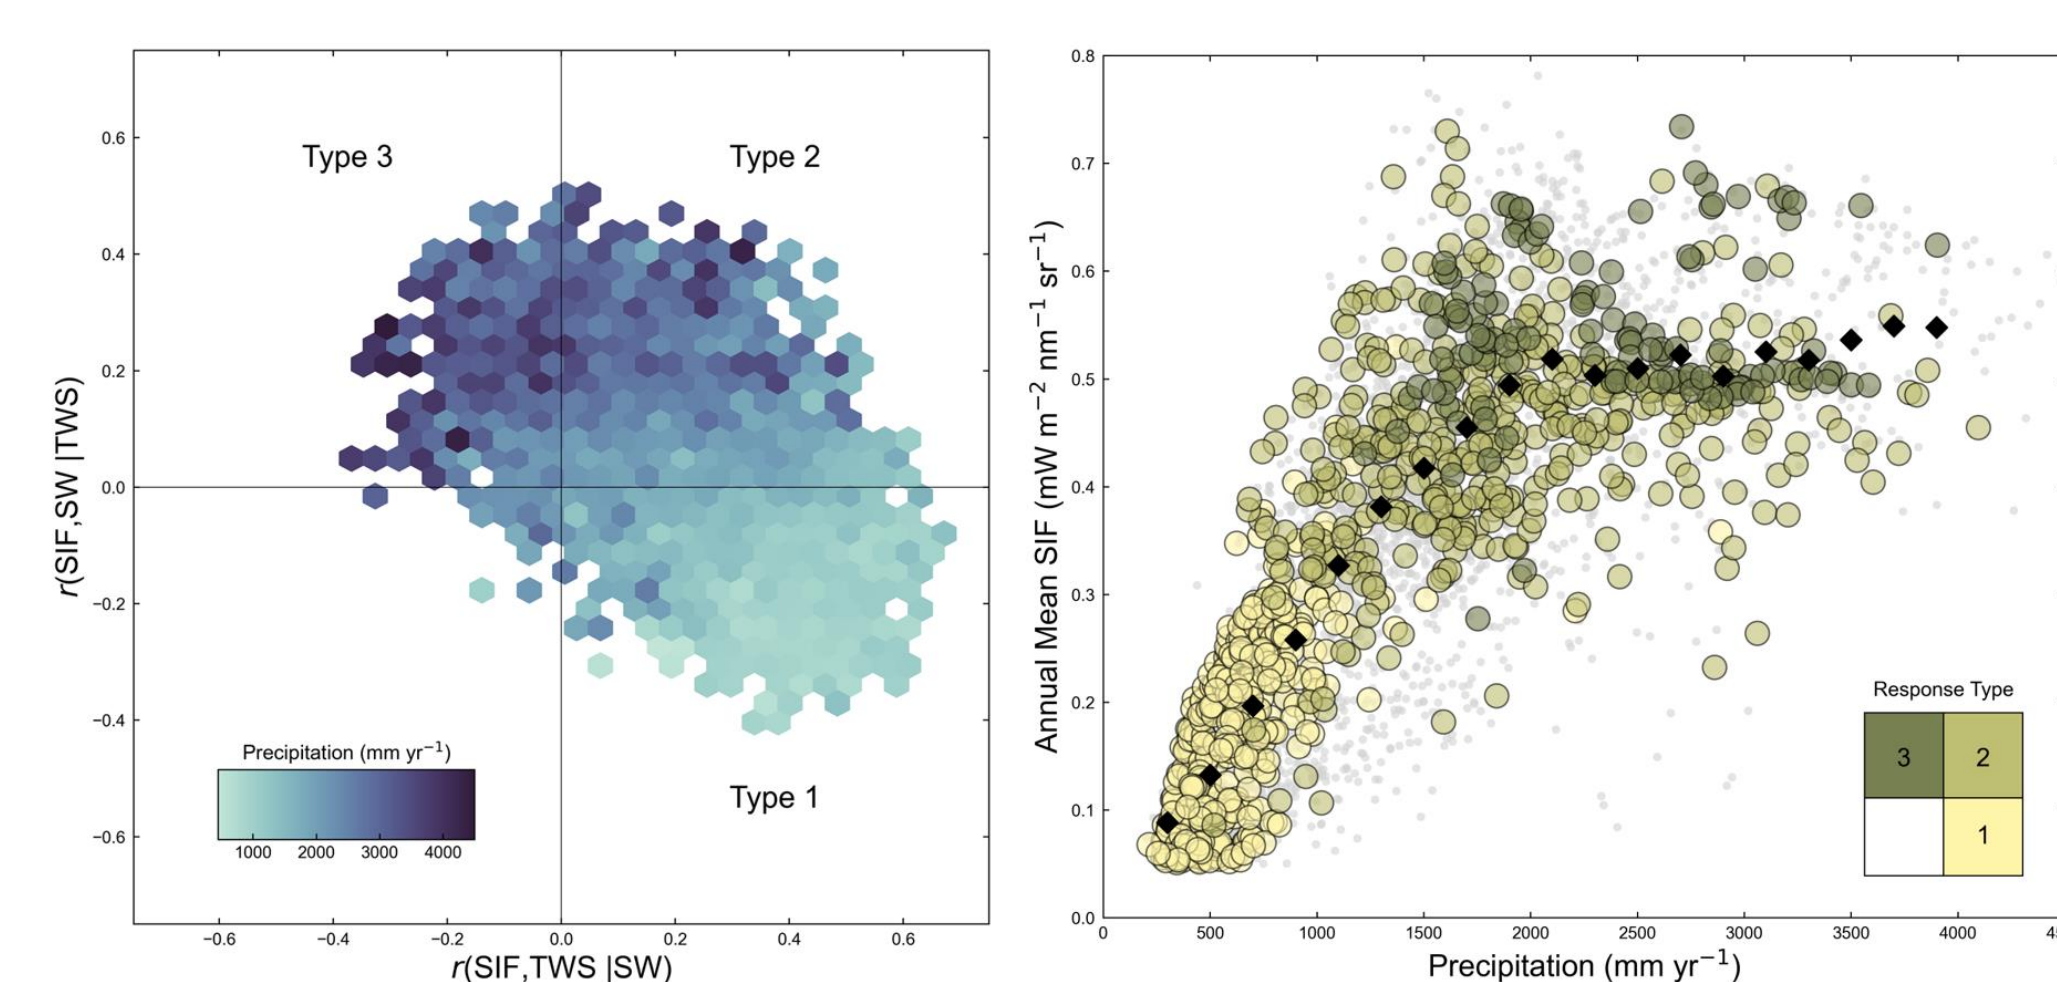 Type 3
Type 2
Type 1
0.6
0.4
0.2
0.0
−0.2
−0.4
−0.6
r(SIF,SW |TWS)
Precipitation (mm yr⁻¹)
1000 2000 3000 4000
−0.6 −0.4 −0.2 0.0 0.2 0.4 0.6
r(SIF,TWS |SW)
0.8
0.7
0.6
0.5
0.4
0.3
0.2
0.1
0.0
Annual Mean SIF (mW m⁻² nm⁻¹ sr⁻¹)
Response Type
3 2
1
0 500 1000 1500 2000 2500 3000 3500 4000
Precipitation (mm yr⁻¹)